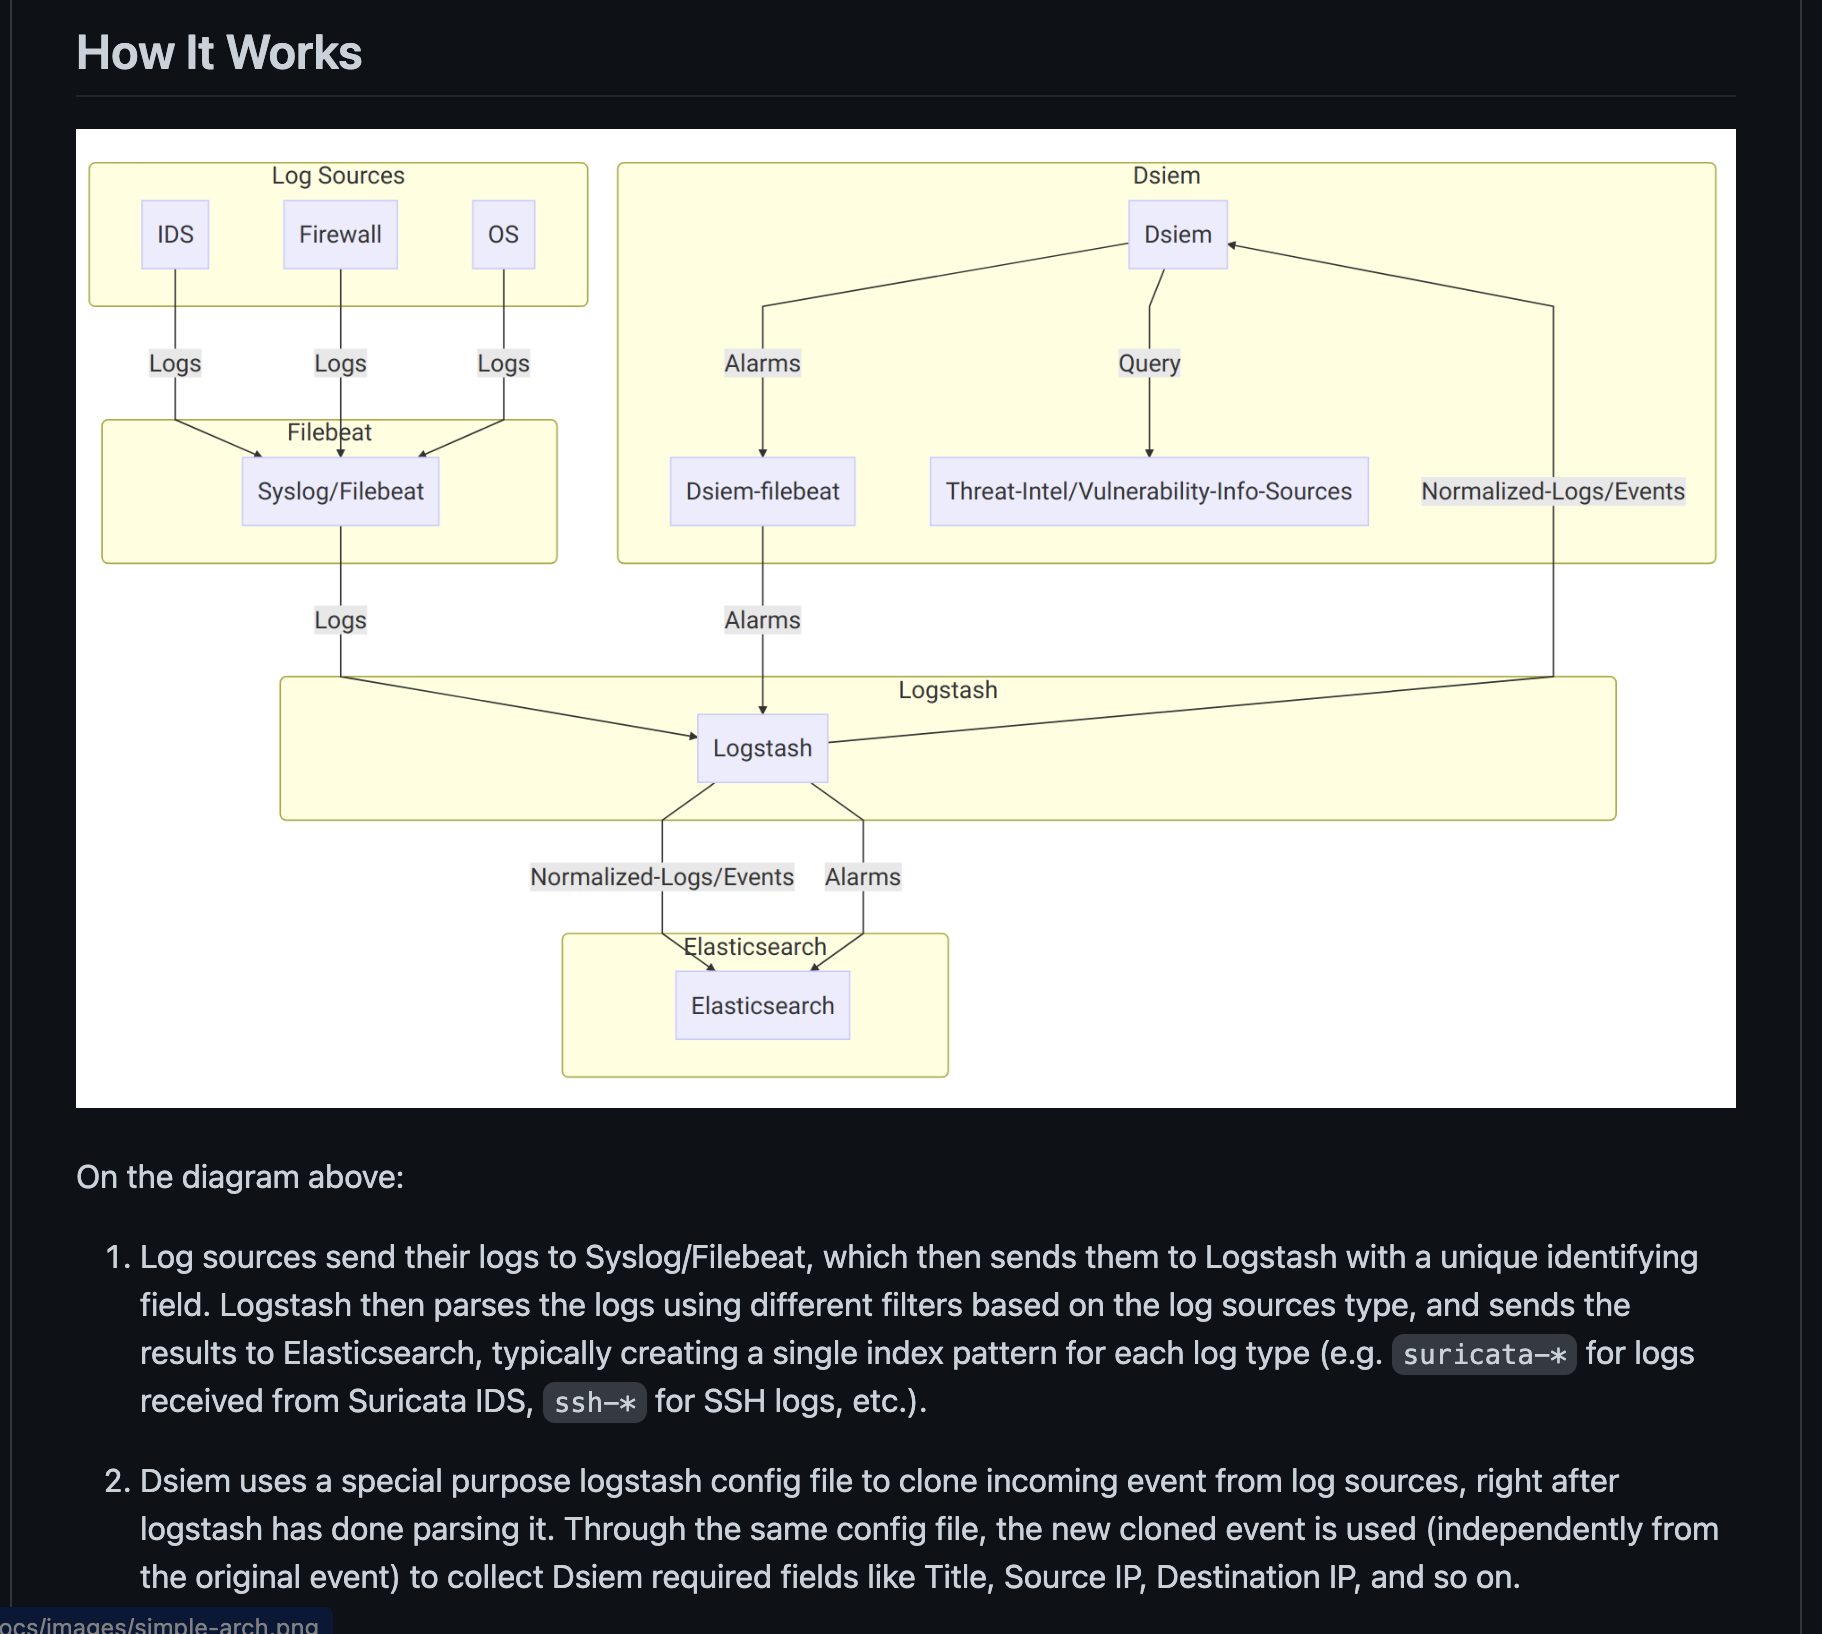 How It Works
Log Sources
Dsiem
IDS
Firewall
OS
Dsiem
Logs
Logs
Logs
Alarms
Query
Filebeat
Syslog/Filebeat
Dsiem-filebeat
Threat-Intel/Vulnerability-Info-Sources
Normalized-Logs/Events
Logs
Alarms
Logstash
Logstash
Normalized-Logs/Events
Alarms
Elasticsearch
Elasticsearch
On the diagram above:
1. Log sources send their logs to Syslog/Filebeat, which then sends them to Logstash with a unique identifying
field. Logstash then parses the logs using different filters based on the log sources type, and sends the
results to Elasticsearch, typically creating a single index pattern for each log type (e.g. suricata-* for logs
received from Suricata IDS, ssh-* for SSH logs, etc.).
2. Dsiem uses a special purpose logstash config file to clone incoming event from log sources, right after
logstash has done parsing it. Through the same config file, the new cloned event is used (independently from
the original event) to collect Dsiem required fields like Title, Source IP, Destination IP, and so on.
ocs/images/simple-arch.png